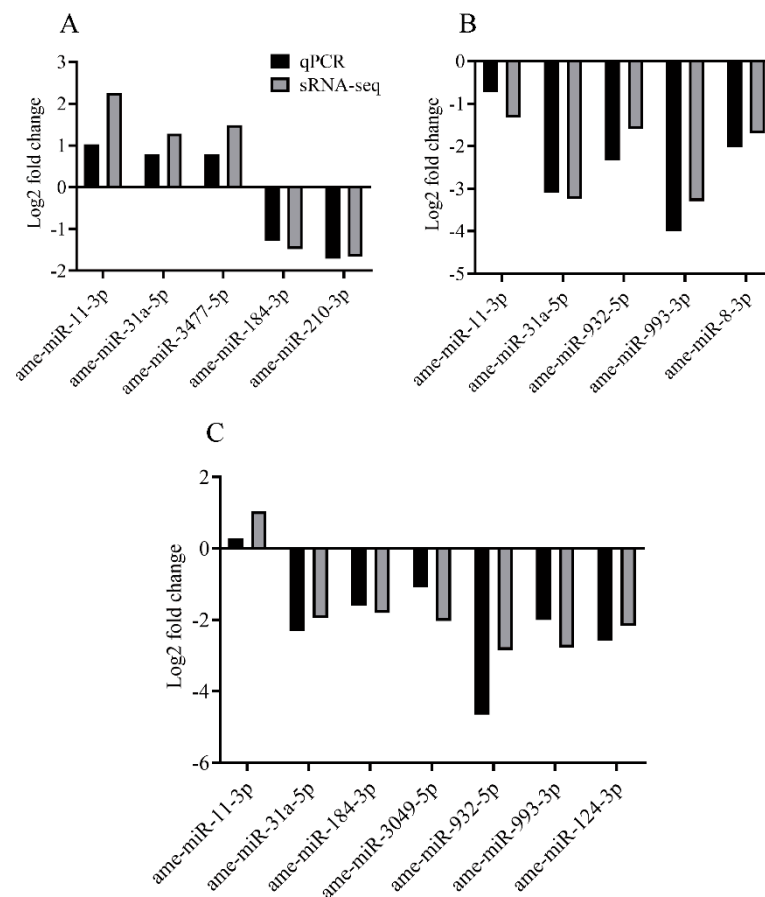 A
qPCR
sRNA-seq
Log2 fold change
3
2
1
0
-1
-2
ame-miR-11-3p
ame-miR-31a-5p
ame-miR-3477-5p
ame-miR-184-3p
ame-miR-210-3p
B
Log2 fold change
0
-1
-2
-3
-4
-5
ame-miR-11-3p
ame-miR-31a-5p
ame-miR-932-5p
ame-miR-993-3p
ame-miR-8-3p
C
Log2 fold change
2
0
-2
-4
-6
ame-miR-11-3p
ame-miR-31a-5p
ame-miR-184-3p
ame-miR-3049-5p
ame-miR-932-5p
ame-miR-993-3p
ame-miR-124-3p